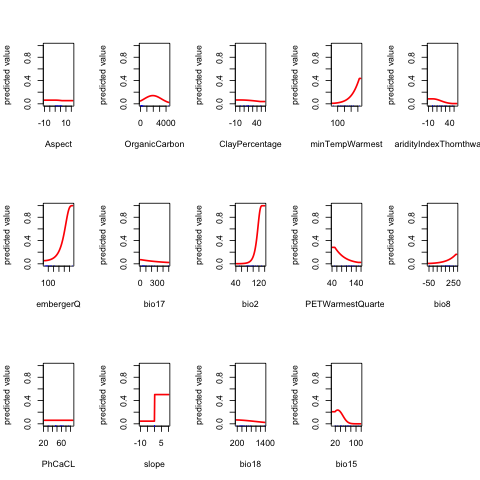 predicted value
0.0 0.4 0.8
-10 10
Aspect
predicted value
0.0 0.4 0.8
0 4000
OrganicCarbon
predicted value
0.0 0.4 0.8
-10 40
ClayPercentage
predicted value
0.0 0.4 0.8
100
minTempWarmest
predicted value
0.0 0.4 0.8
-10 40
aridityIndexThornthwa
predicted value
0.0 0.4 0.8
100
embergerQ
predicted value
0.0 0.4 0.8
0 300
bio17
predicted value
0.0 0.4 0.8
40 120
bio2
predicted value
0.0 0.4 0.8
40 140
PETWarmestQuarte
predicted value
0.0 0.4 0.8
-50 250
bio8
predicted value
0.0 0.4 0.8
20 60
PhCaCL
predicted value
0.0 0.4 0.8
-10 5
slope
predicted value
0.0 0.4 0.8
200 1400
bio18
predicted value
0.0 0.4 0.8
20 100
bio15